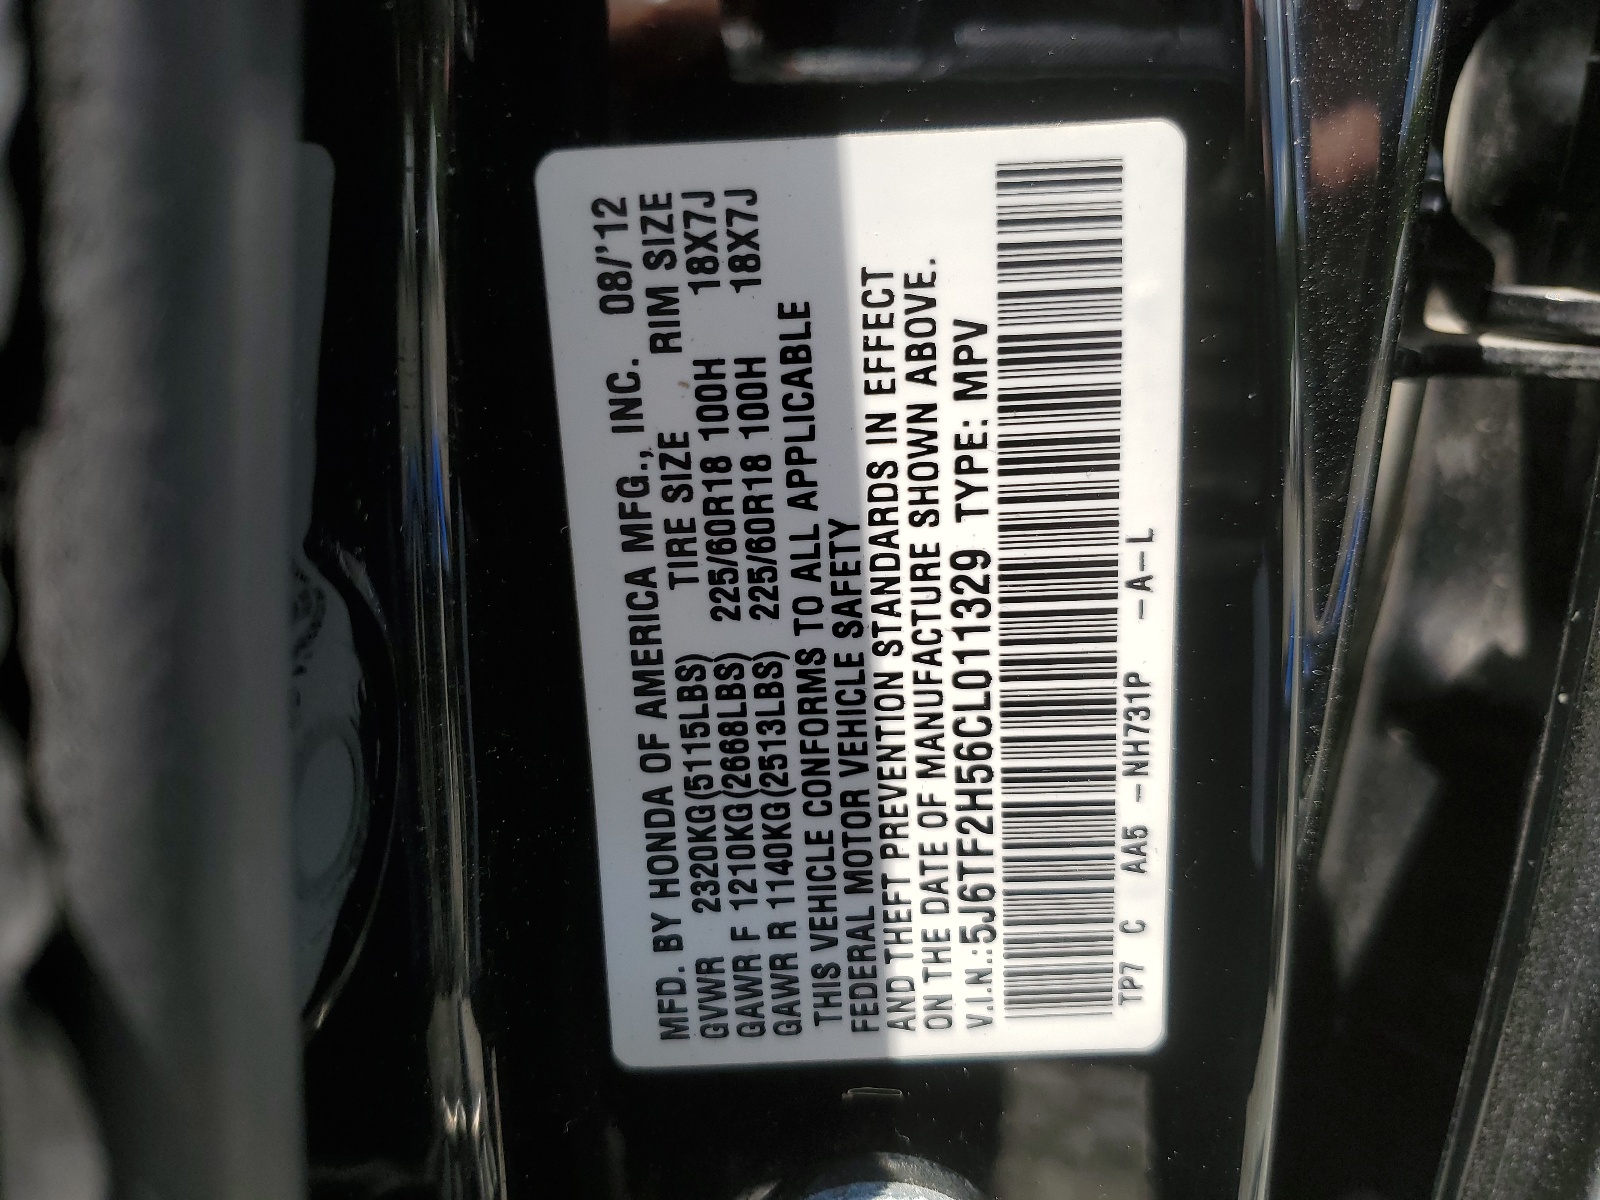 MFD. BY HONDA OF AMERICA MFG., INC. 08/'12
GVWR 2320KG(5115LBS) TIRE SIZE RIM SIZE
GAWR F 1210KG(2668LBS) 225/60R18 100H 18X7J
GAWR R 1140KG(2513LBS) 225/60R18 100H 18X7J
THIS VEHICLE CONFORMS TO ALL APPLICABLE
FEDERAL MOTOR VEHICLE SAFETY
AND THEFT PREVENTION STANDARDS IN EFFECT
ON THE DATE OF MANUFACTURE SHOWN ABOVE.
V.I.N.:5J6TF2H56CL011329 TYPE: MPV
TP7 C AA5 -NH731P -A-L